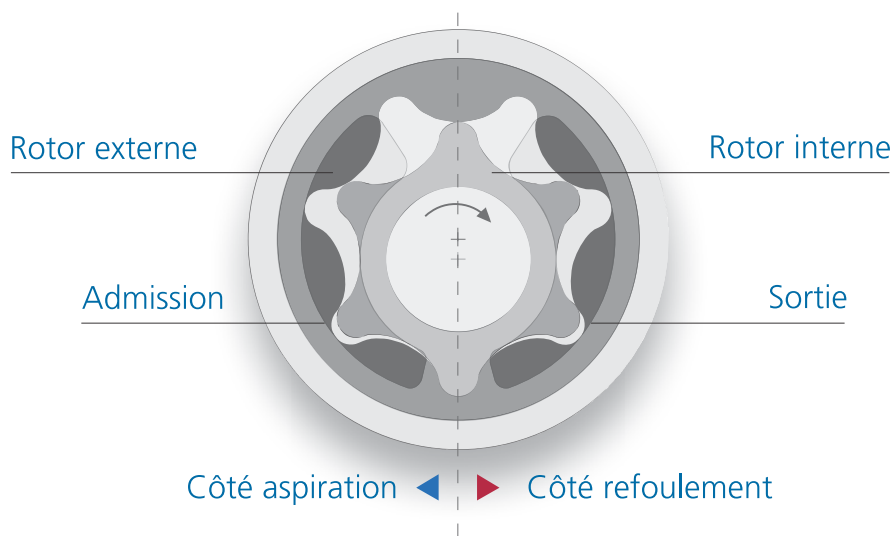 Rotor externe
Rotor interne
Admission
Sortie
Côté aspiration
Côté refoulement